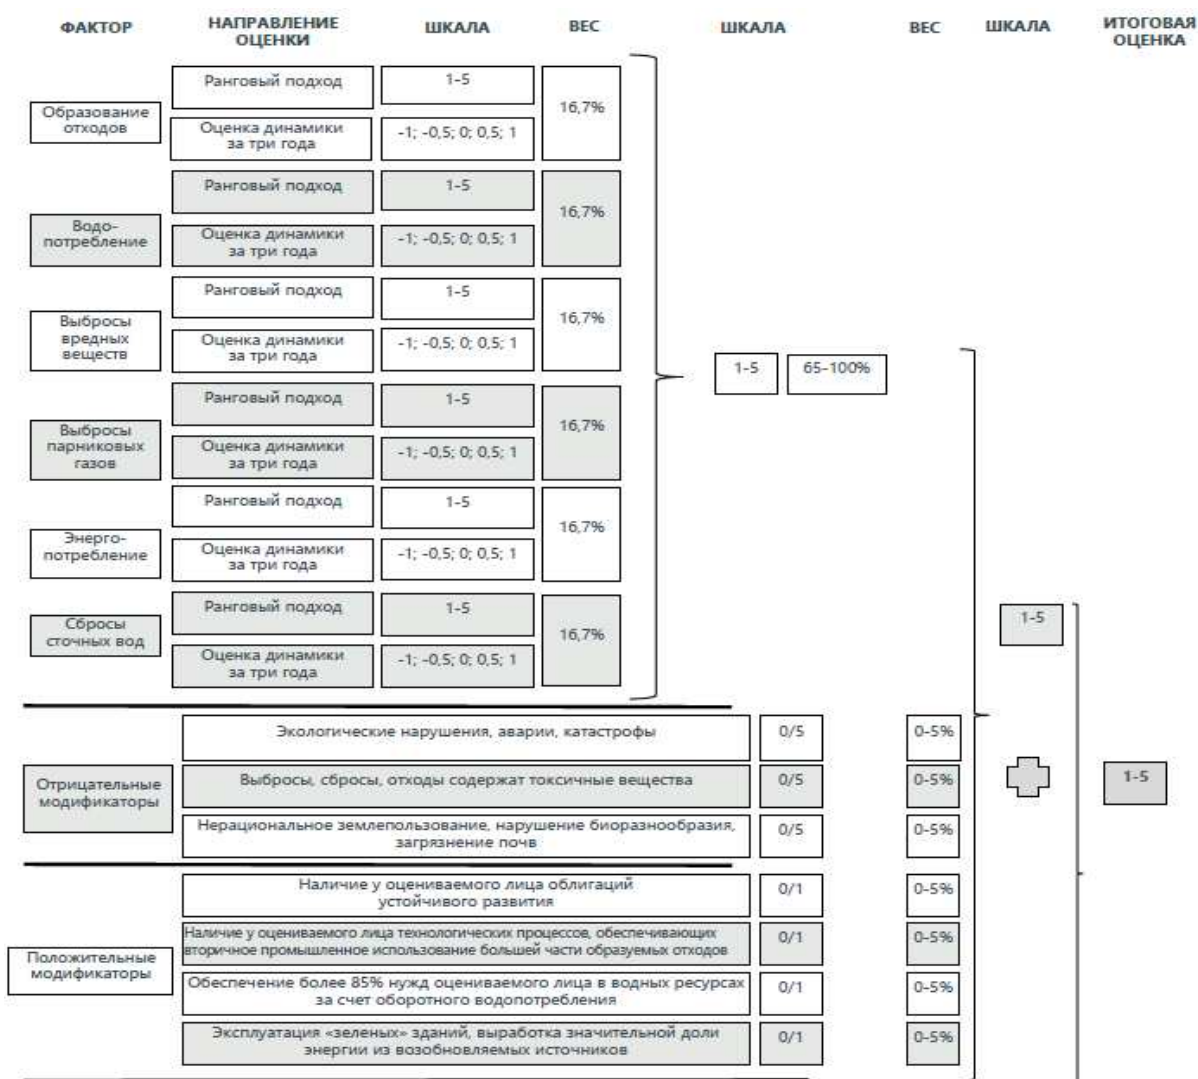 ФАКТОР
НАПРАВЛЕНИЕ
ОЦЕНКИ
ШКАЛА
ВЕС
ШКАЛА
ВЕС
ШКАЛА
ИТОГОВАЯ
ОЦЕНКА
Образование
отходов
Ранговый подход
1-5
Оценка динамики
за три года
-1; -0,5; 0; 0,5; 1
16,7%
Водо-
потребление
Ранговый подход
1-5
Оценка динамики
за три года
-1; -0,5; 0; 0,5; 1
16,7%
Выбросы
вредных
веществ
Ранговый подход
1-5
Оценка динамики
за три года
-1; -0,5; 0; 0,5; 1
16,7%
Выбросы
парниковых
газов
Ранговый подход
1-5
Оценка динамики
за три года
-1; -0,5; 0; 0,5; 1
16,7%
Энерго-
потребление
Ранговый подход
1-5
Оценка динамики
за три года
-1; -0,5; 0; 0,5; 1
16,7%
Сбросы
сточных вод
Ранговый подход
1-5
Оценка динамики
за три года
-1; -0,5; 0; 0,5; 1
16,7%
1-5
65-100%
1-5
Отрицательные
модификаторы
Экологические нарушения, аварии, катастрофы
0/5
0-5%
Выбросы, сбросы, отходы содержат токсичные вещества
0/5
0-5%
Нерациональное землепользование, нарушение биоразнообразия,
загрязнение почв
0/5
0-5%
1-5
Положительные
модификаторы
Наличие у оцениваемого лица облигаций
устойчивого развития
0/1
0-5%
Наличие у оцениваемого лица технологических процессов, обеспечивающих
вторичное промышленное использование большей части образуемых отходов
0/1
0-5%
Обеспечение более 85% нужд оцениваемого лица в водных ресурсах
за счет оборотного водопотребления
0/1
0-5%
Эксплуатация «зеленых» зданий, выработка значительной доли
энергии из возобновляемых источников
0/1
0-5%